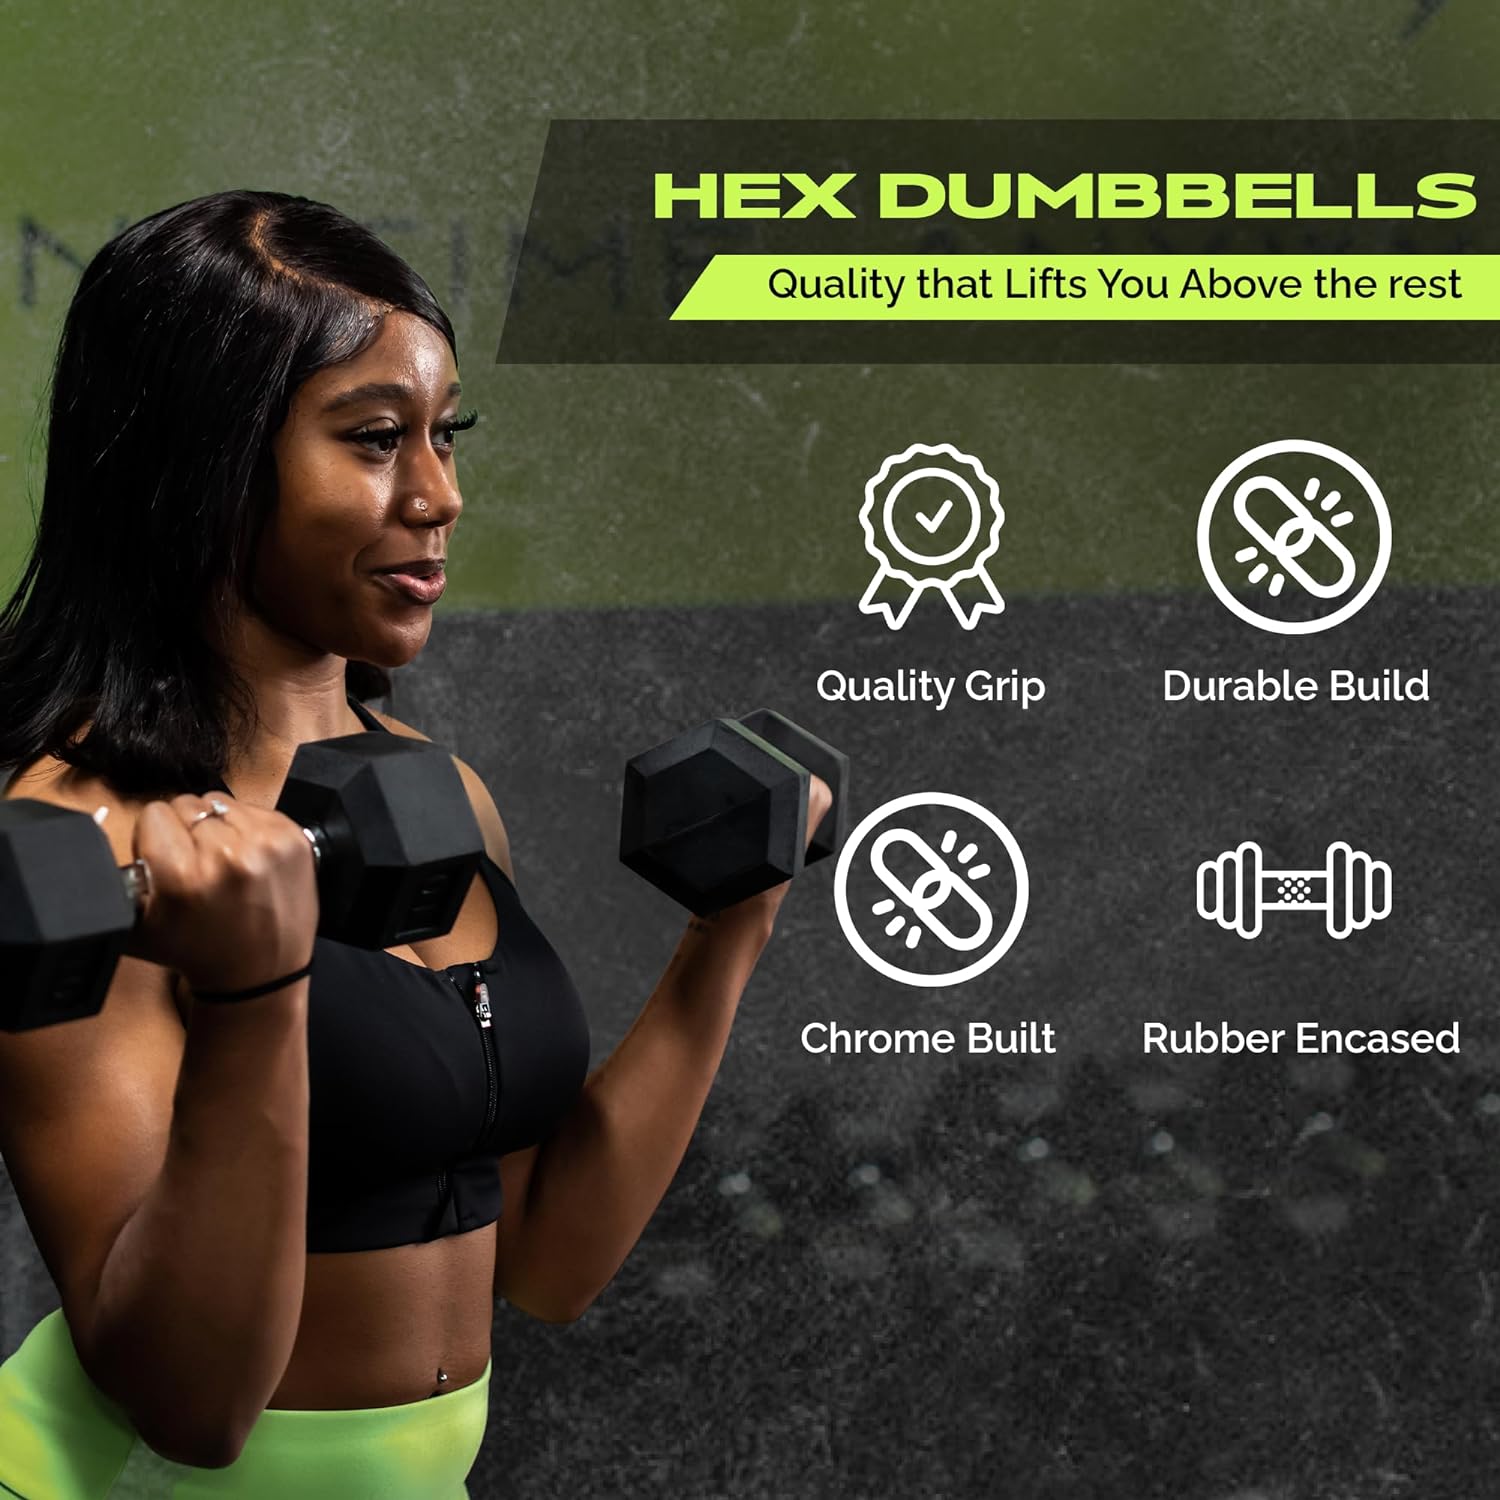 HEX DUMBBELLS
Quality that Lifts You Above the rest
Quality Grip
Durable Build
Chrome Built
Rubber Encased